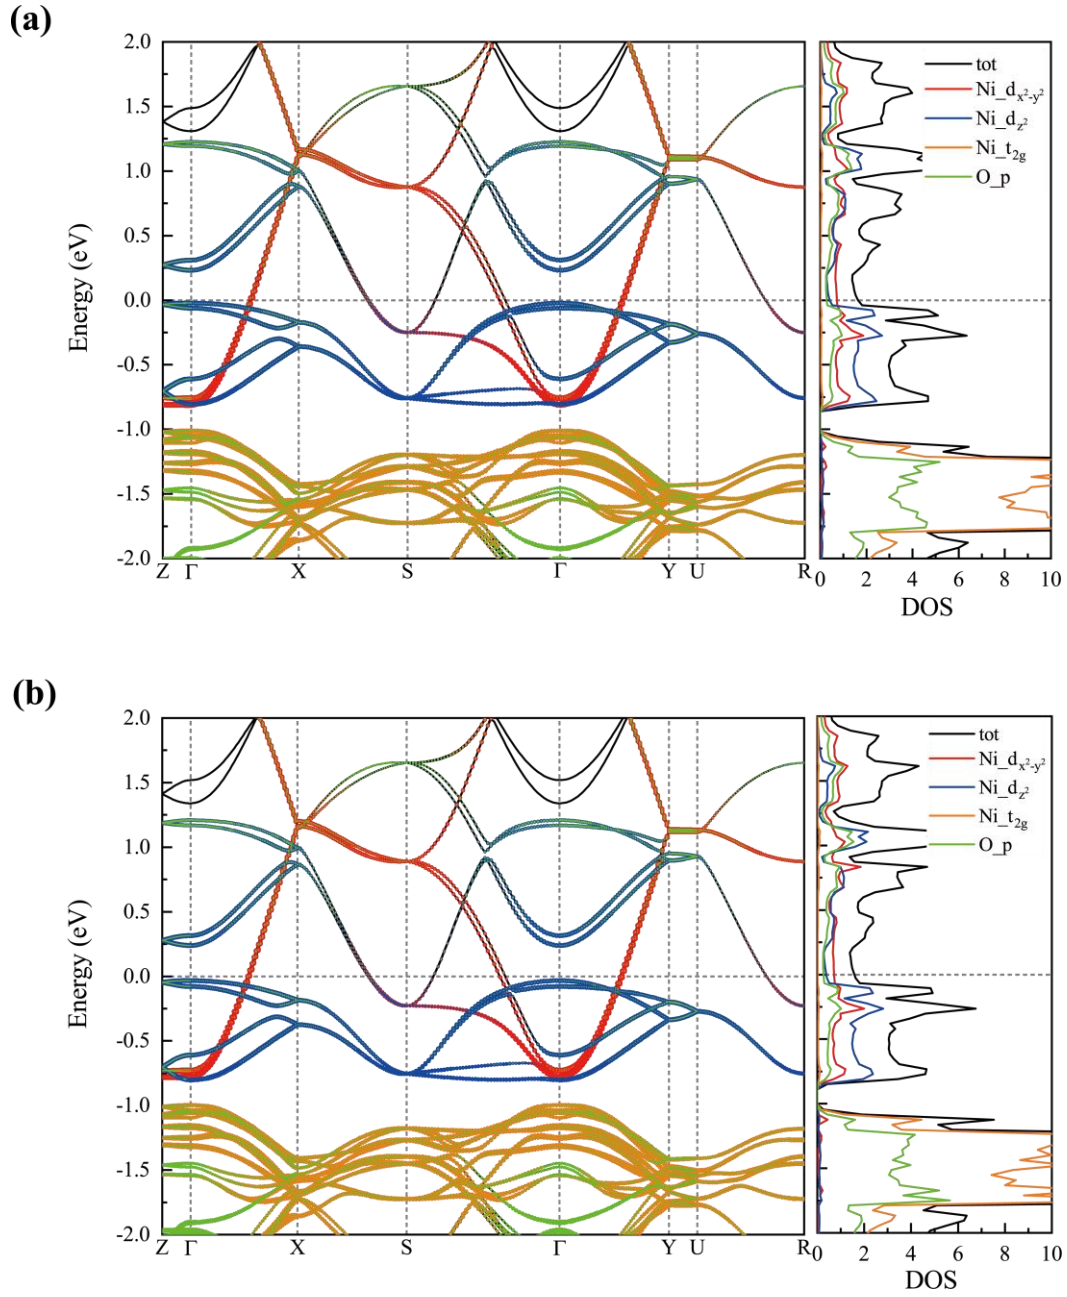 (a)
2.0
1.5
1.0
0.5
0.0
-0.5
-1.0
-1.5
-2.0
Energy (eV)
Z Γ X S Γ Y U R
tot
Ni_dx²-y²
Ni_dz²
Ni_t2g
O_p
0 2 4 6 8 10
DOS
(b)
2.0
1.5
1.0
0.5
0.0
-0.5
-1.0
-1.5
-2.0
Energy (eV)
Z Γ X S Γ Y U R
tot
Ni_dx²-y²
Ni_dz²
Ni_t2g
O_p
0 2 4 6 8 10
DOS